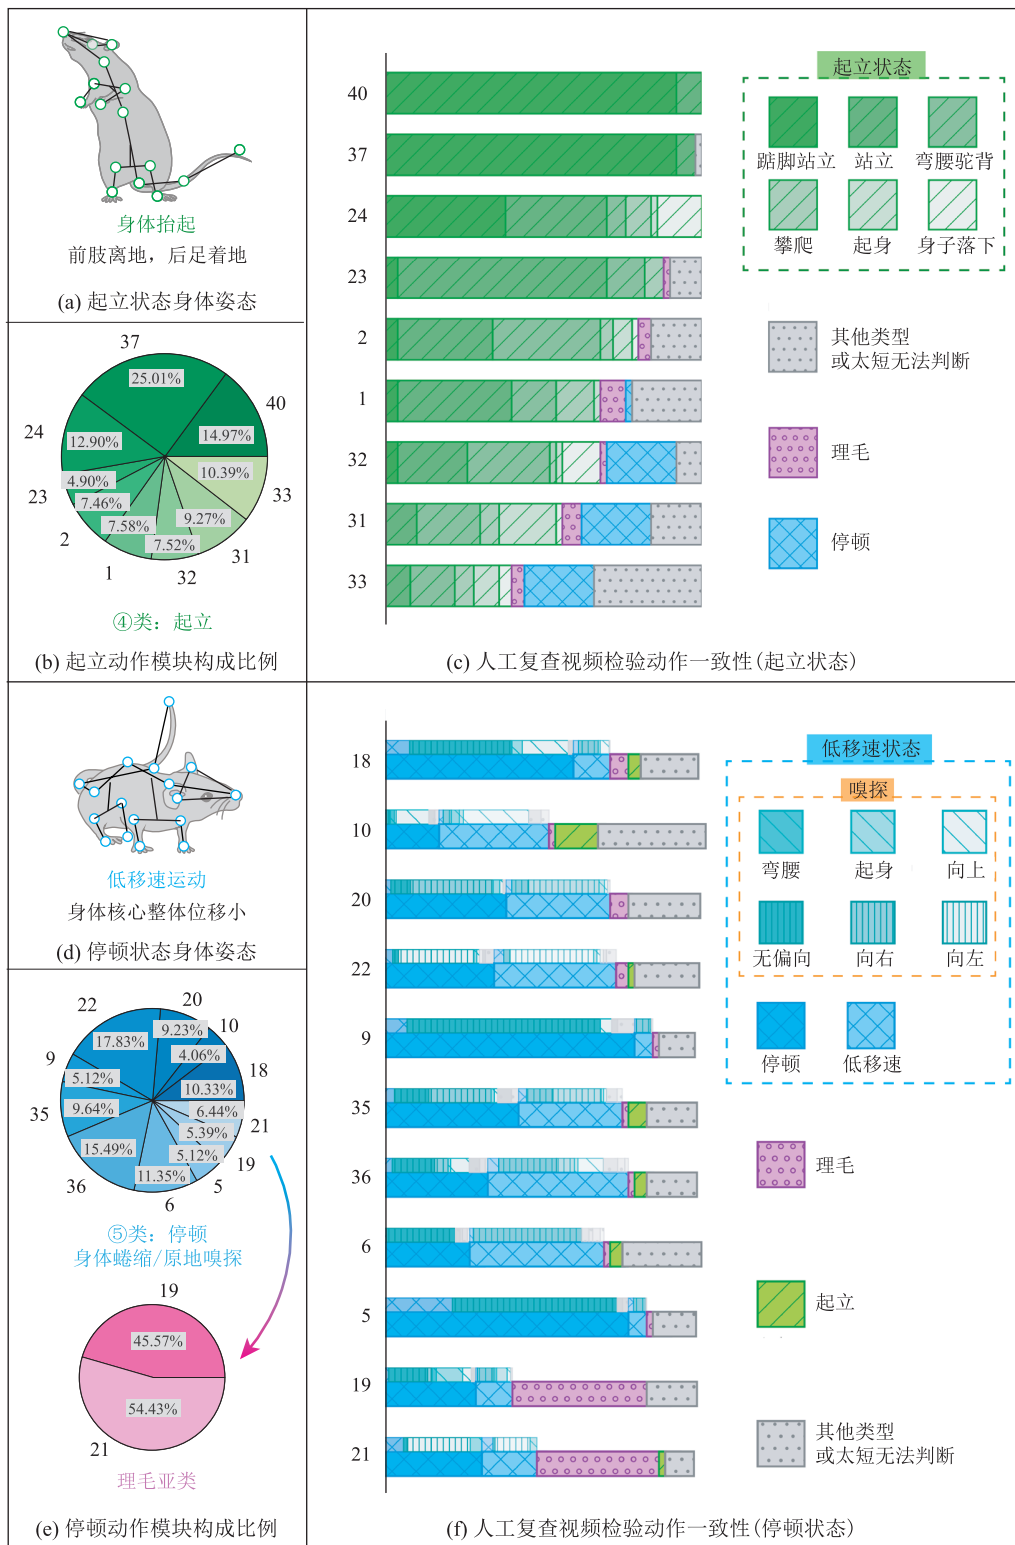 身体抬起
前肢离地，后足着地
(a) 起立状态身体姿态
37
25.01%
40
14.97%
24
12.90%
10.39%
33
4.90%
23
7.46%
9.27%
2
7.58%
31
7.52%
1
32
④类：起立
(b) 起立动作模块构成比例
40
37
24
23
2
1
32
31
33
起立状态
踮脚站立 站立 弯腰驼背
攀爬 起身 身子落下
其他类型
或太短无法判断
理毛
停顿
(c) 人工复查视频检验动作一致性(起立状态)
低移速运动
身体核心整体位移小
(d) 停顿状态身体姿态
22
20
9.23%
10
17.83%
9
4.06%
18
5.12%
10.33%
35
9.64%
6.44%
21
5.39%
15.49%
5.12%
19
36
11.35%
5
6
⑤类：停顿
身体蜷缩/原地嗅探
19
45.57%
54.43%
21
理毛亚类
(e) 停顿动作模块构成比例
18
10
20
22
9
35
36
6
5
19
21
低移速状态
嗅探
弯腰 起身 向上
无偏向 向右 向左
停顿 低移速
理毛
起立
其他类型
或太短无法判断
(f) 人工复查视频检验动作一致性(停顿状态)